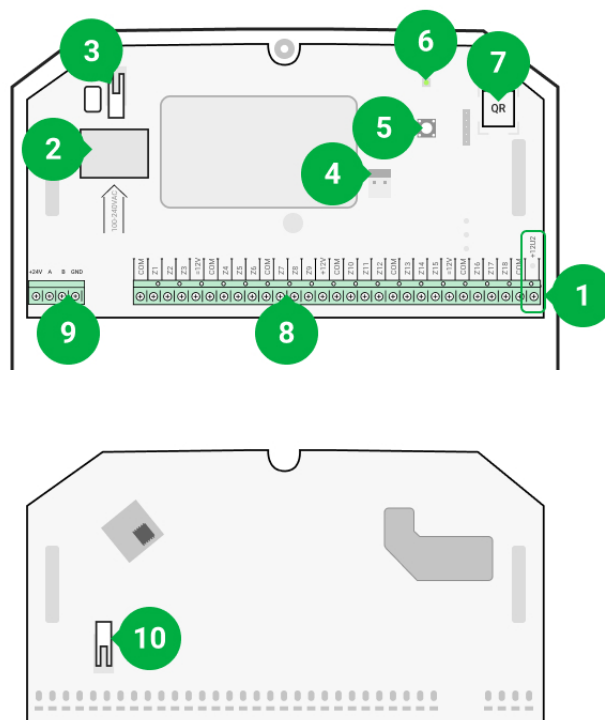 6
3
7
QR
5
2
4
100-240VAC
+12U2
COM Z1 Z2 Z3 +12V COM Z4 Z5 Z6 COM Z7 Z8 Z9 +12V COM Z10 Z11 Z12 COM Z13 Z14 Z15 +12V COM Z16 Z17 Z18 COM
+24V A B GND
1
9
8
10